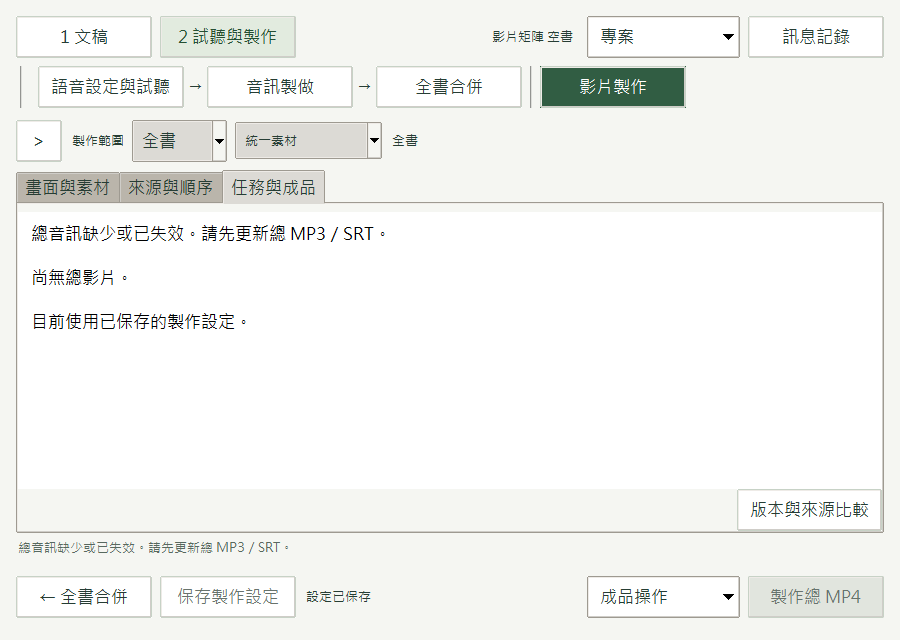 1 文稿
2 試聽與製作
影片矩陣 空書
專案
訊息記錄
語音設定與試聽
→
音訊製做
→
全書合併
影片製作
>
製作範圍
全書
統一素材
全書
畫面與素材
來源與順序
任務與成品
總音訊缺少或已失效。請先更新總 MP3 / SRT。
尚無總影片。
目前使用已保存的製作設定。
版本與來源比較
總音訊缺少或已失效。請先更新總 MP3 / SRT。
← 全書合併
保存製作設定
設定已保存
成品操作
製作總 MP4